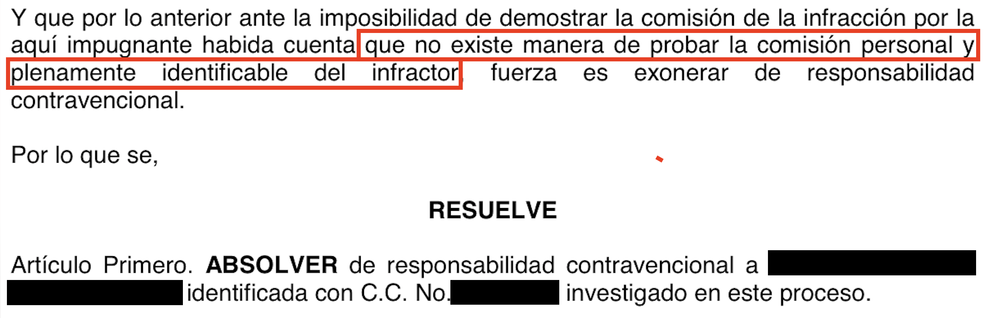 Y que por lo anterior ante la imposibilidad de demostrar la comisión de la infracción por la
aquí impugnante habida cuenta que no existe manera de probar la comisión personal y
plenamente identificable del infractor, fuerza es exonerar de responsabilidad
contravencional.
Por lo que se,
RESUELVE
Artículo Primero. ABSOLVER de responsabilidad contravencional a
identificada con C.C. No. investigado en este proceso.